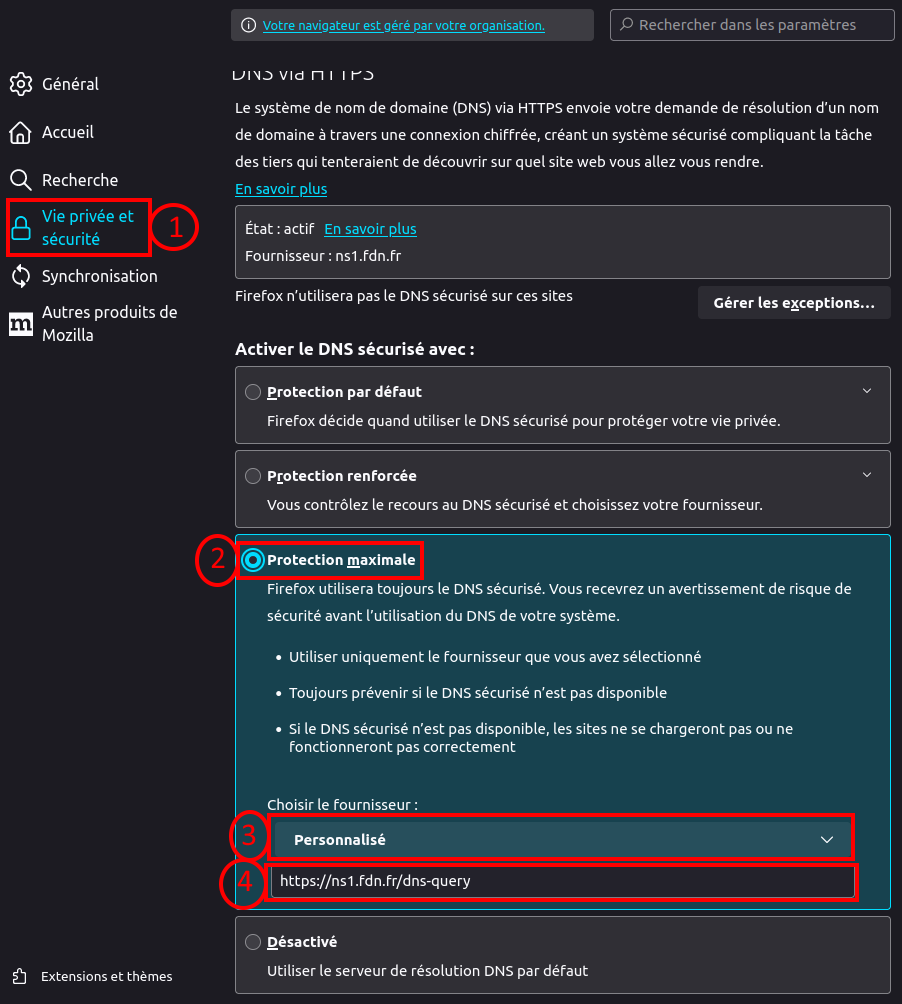 Votre navigateur est géré par votre organisation.
Rechercher dans les paramètres
Général
Accueil
Recherche
Vie privée et
sécurité
1
Synchronisation
Autres produits de
Mozilla
m
Extensions et thèmes
DNS via HTTPS
Le système de nom de domaine (DNS) via HTTPS envoie votre demande de résolution d’un nom
de domaine à travers une connexion chiffrée, créant un système sécurisé compliquant la tâche
des tiers qui tenteraient de découvrir sur quel site web vous allez vous rendre.
En savoir plus
État : actif En savoir plus
Fournisseur : ns1.fdn.fr
Firefox n’utilisera pas le DNS sécurisé sur ces sites
Gérer les exceptions…
Activer le DNS sécurisé avec :
Protection par défaut
Firefox décide quand utiliser le DNS sécurisé pour protéger votre vie privée.
Protection renforcée
Vous contrôlez le recours au DNS sécurisé et choisissez votre fournisseur.
2 Protection maximale
Firefox utilisera toujours le DNS sécurisé. Vous recevrez un avertissement de risque de
sécurité avant l’utilisation du DNS de votre système.
• Utiliser uniquement le fournisseur que vous avez sélectionné
• Toujours prévenir si le DNS sécurisé n’est pas disponible
• Si le DNS sécurisé n’est pas disponible, les sites ne se chargeront pas ou ne
fonctionneront pas correctement
Choisir le fournisseur :
3 Personnalisé
4 https://ns1.fdn.fr/dns-query
Désactivé
Utiliser le serveur de résolution DNS par défaut